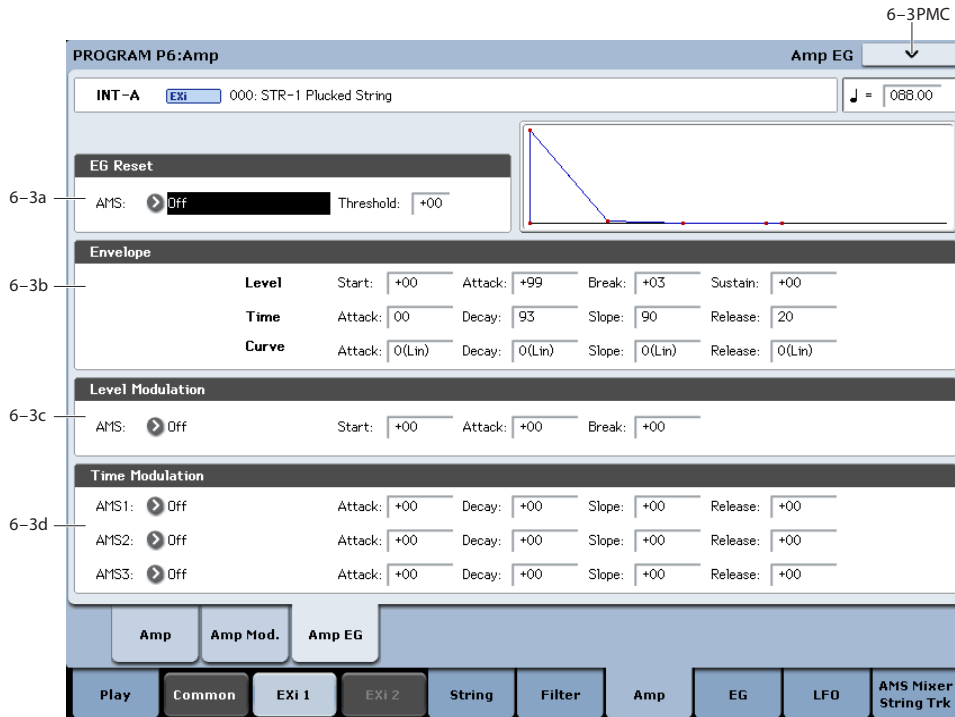 6–3PMC
PROGRAM P6:Amp Amp EG
INT-A EXi 000: STR-1 Plucked String ♩ = 088.00
EG Reset
6–3a AMS: Off Threshold: +00
Envelope
6–3b Level Start: +00 Attack: +99 Break: +03 Sustain: +00
Time Attack: 00 Decay: 93 Slope: 90 Release: 20
Curve Attack: 0(Lin) Decay: 0(Lin) Slope: 0(Lin) Release: 0(Lin)
Level Modulation
6–3c AMS: Off Start: +00 Attack: +00 Break: +00
Time Modulation
AMS1: Off Attack: +00 Decay: +00 Slope: +00 Release: +00
6–3d AMS2: Off Attack: +00 Decay: +00 Slope: +00 Release: +00
AMS3: Off Attack: +00 Decay: +00 Slope: +00 Release: +00
Amp Amp Mod. Amp EG
Play Common EXi 1 EXi 2 String Filter Amp EG LFO AMS Mixer
String Trk